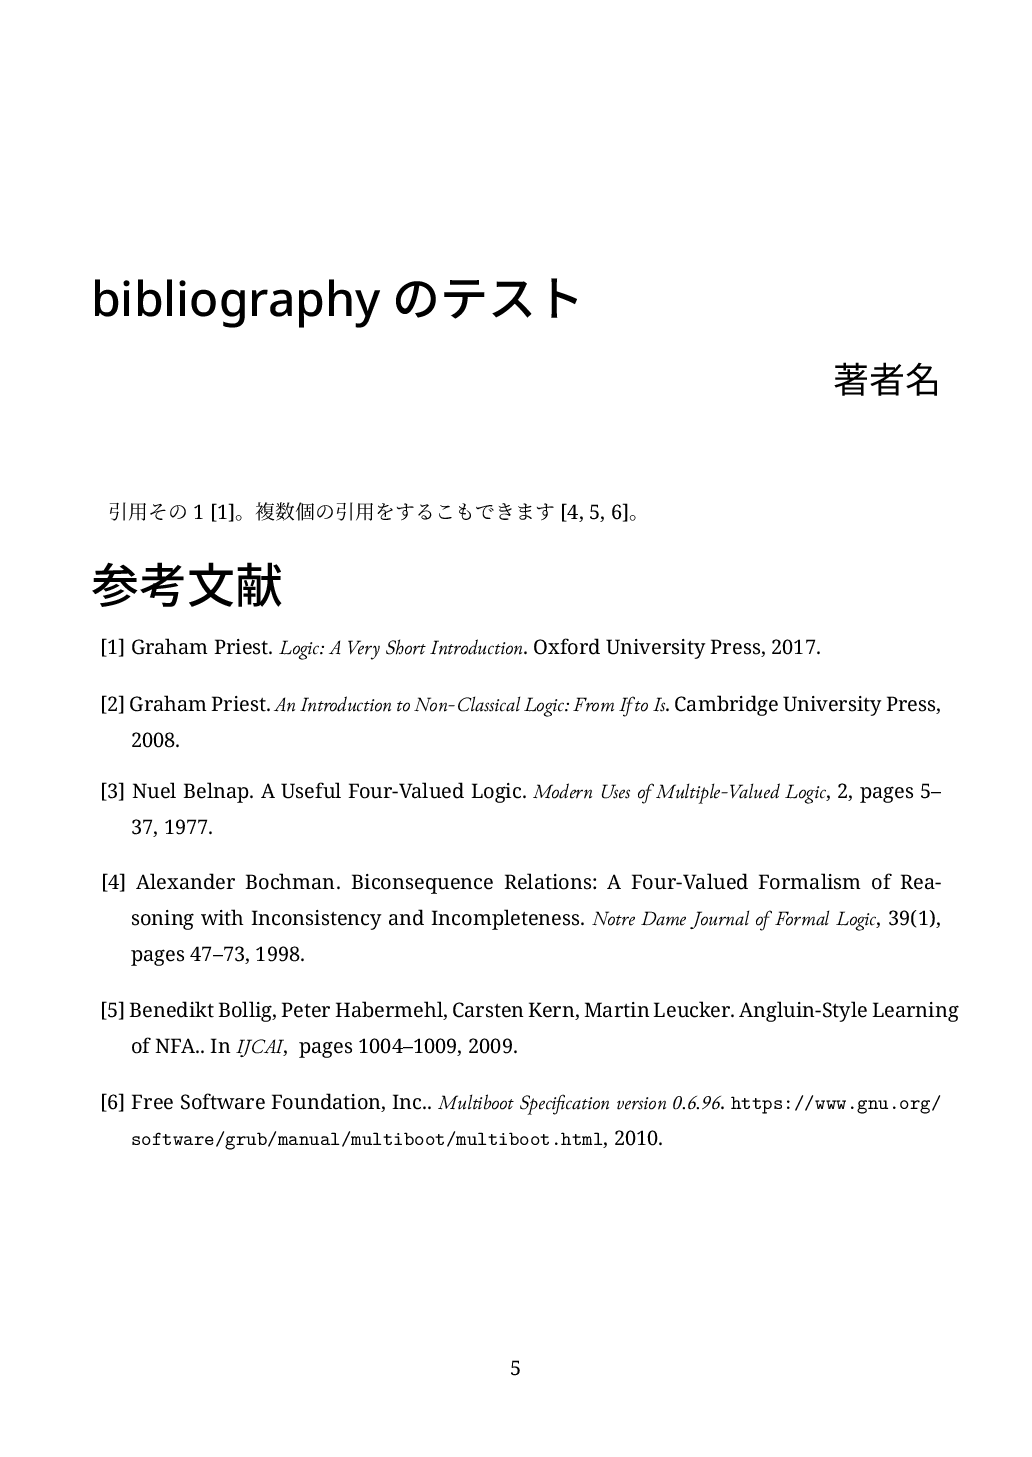 bibliography のテスト
著者名
引用その 1 [1]。複数個の引用をするこもできます [4, 5, 6]。
参考文献
[1] Graham Priest. Logic: A Very Short Introduction. Oxford University Press, 2017.
[2] Graham Priest. An Introduction to Non-Classical Logic: From If to Is. Cambridge University Press,
2008.
[3] Nuel Belnap. A Useful Four-Valued Logic. Modern Uses of Multiple-Valued Logic, 2, pages 5–
37, 1977.
[4] Alexander Bochman. Biconsequence Relations: A Four-Valued Formalism of Rea-
soning with Inconsistency and Incompleteness. Notre Dame Journal of Formal Logic, 39(1),
pages 47–73, 1998.
[5] Benedikt Bollig, Peter Habermehl, Carsten Kern, Martin Leucker. Angluin-Style Learning
of NFA.. In IJCAI, pages 1004–1009, 2009.
[6] Free Software Foundation, Inc.. Multiboot Specification version 0.6.96. https://www.gnu.org/
software/grub/manual/multiboot/multiboot.html, 2010.
5